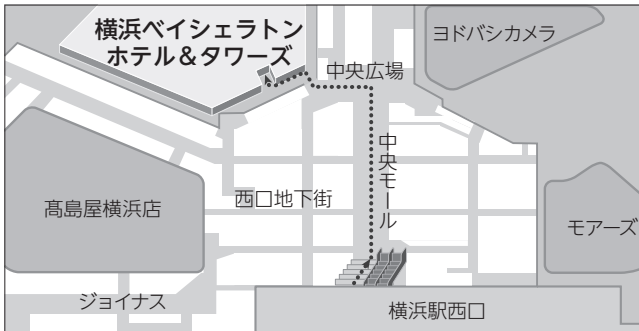 横浜ベイシェラトン
ホテル＆タワーズ
ヨドバシカメラ
中央広場
中央モール
西口地下街
髙島屋横浜店
モアーズ
ジョイナス
横浜駅西口